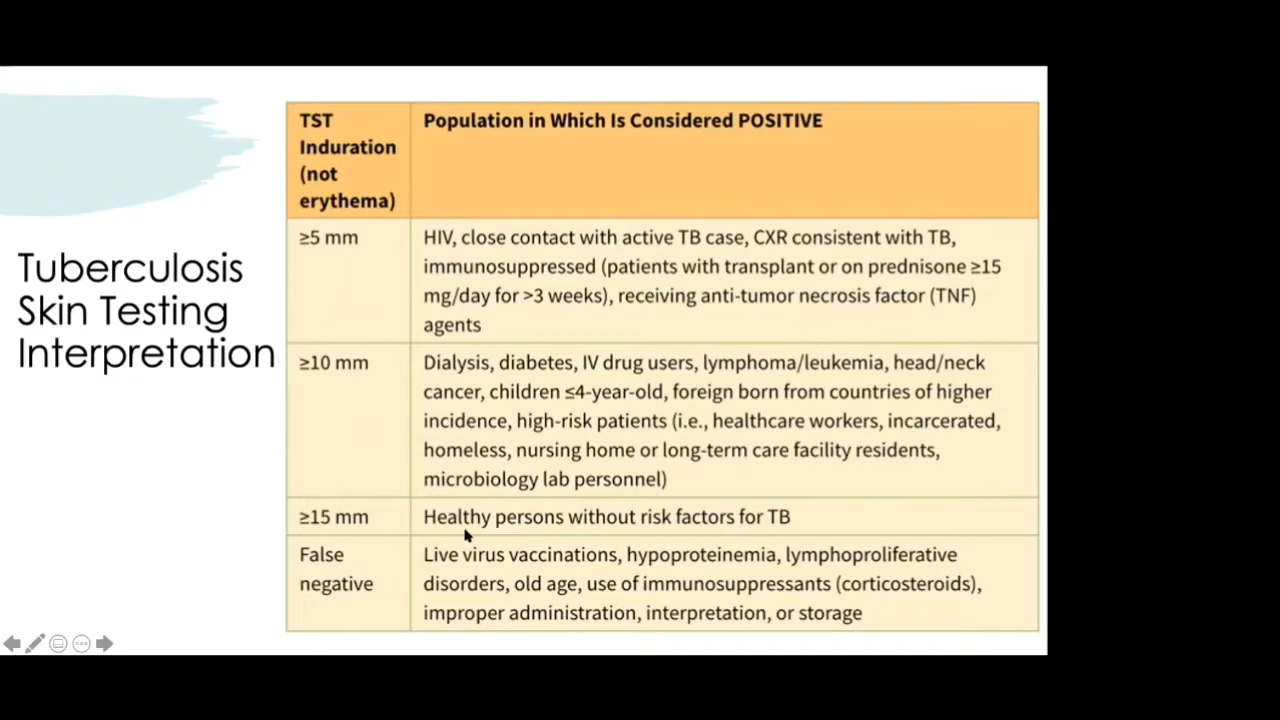 Tuberculosis
Skin Testing
Interpretation
TST
Induration
(not
erythema)
Population in Which Is Considered POSITIVE
≥5 mm
HIV, close contact with active TB case, CXR consistent with TB,
immunosuppressed (patients with transplant or on prednisone ≥15
mg/day for >3 weeks), receiving anti-tumor necrosis factor (TNF)
agents
≥10 mm
Dialysis, diabetes, IV drug users, lymphoma/leukemia, head/neck
cancer, children ≤4-year-old, foreign born from countries of higher
incidence, high-risk patients (i.e., healthcare workers, incarcerated,
homeless, nursing home or long-term care facility residents,
microbiology lab personnel)
≥15 mm
Healthy persons without risk factors for TB
False
negative
Live virus vaccinations, hypoproteinemia, lymphoproliferative
disorders, old age, use of immunosuppressants (corticosteroids),
improper administration, interpretation, or storage